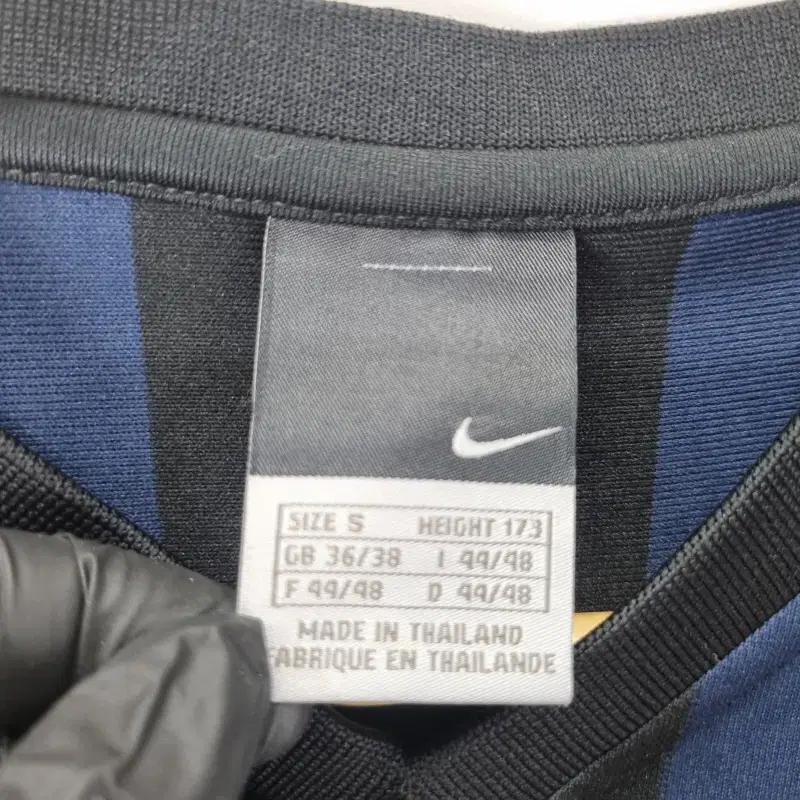 SIZE S HEIGHT 173
GB 36/38 I 44/48
F 44/48 D 44/48
MADE IN THAILAND
FABRIQUE EN THAILANDE